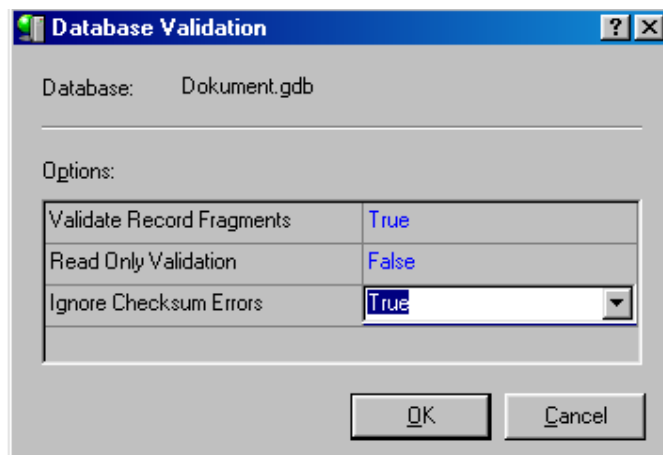 Database Validation
Database: Dokument.gdb
Options:
Validate Record Fragments True
Read Only Validation False
Ignore Checksum Errors True
OK Cancel